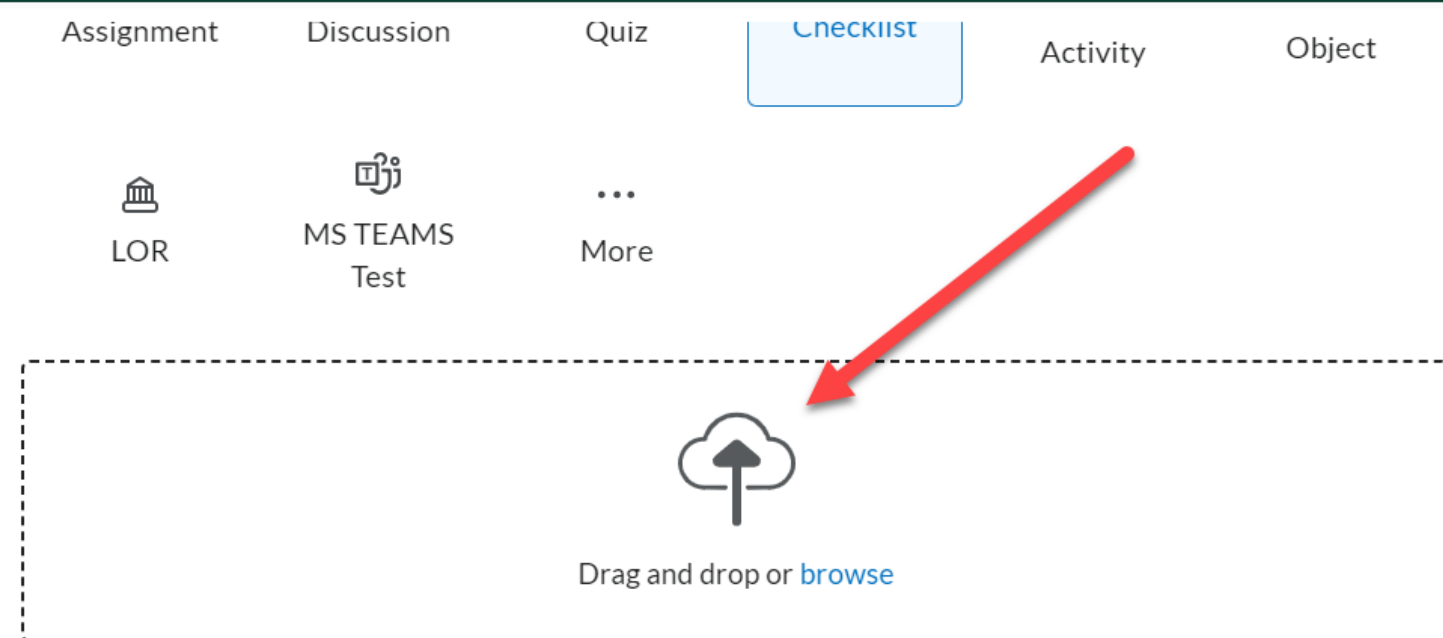 Assignment
Discussion
Quiz
Checklist
Activity
Object
LOR
MS TEAMS
Test
More
Drag and drop or browse